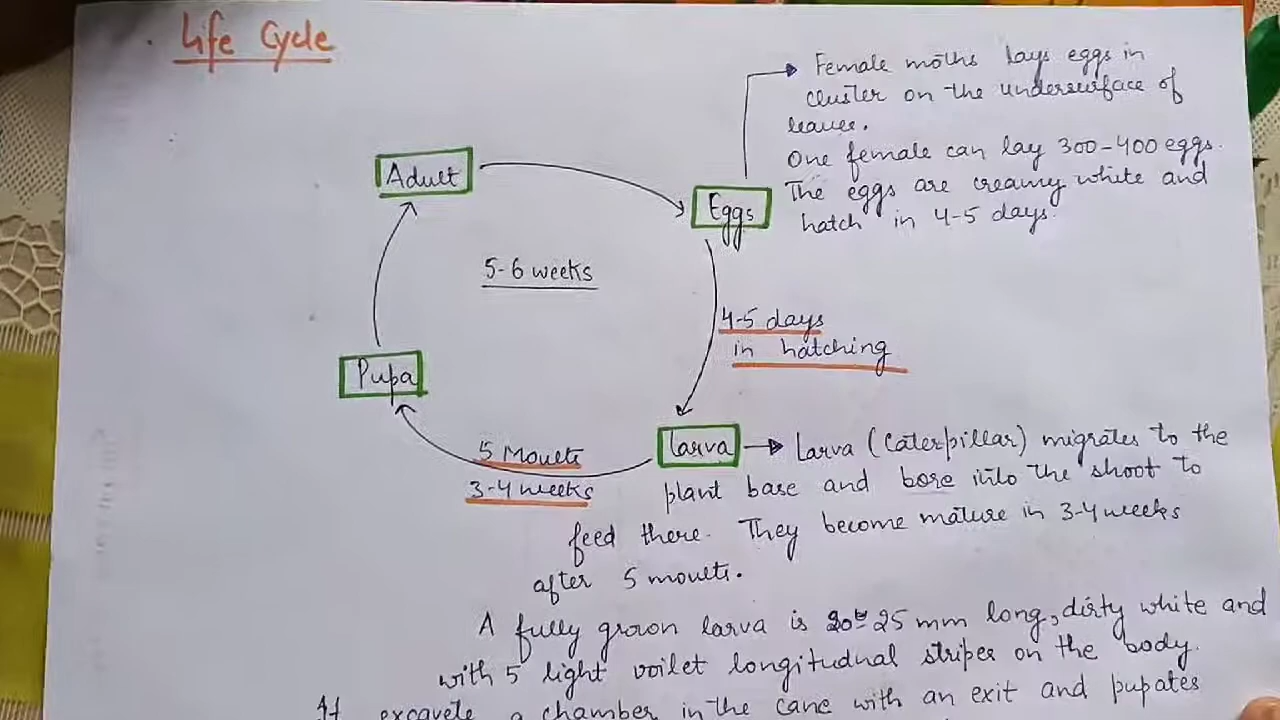 Life Cycle
Female moths lays eggs in
cluster on the undersurface of
leaves.
One female can lay 300-400 eggs.
The eggs are creamy white and
hatch in 4-5 days.
Adult
Eggs
5-6 weeks
4-5 days
in hatching
Pupa
5 Moults
3-4 weeks
Larva
Larva (Caterpillar) migrates to the
plant base and bore into the shoot to
feed there. They become mature in 3-4 weeks
after 5 moults.
A fully grown larva is 20-25 mm long, dirty white and
with 5 light voilet longitudnal stripes on the body.
It excavete a chamber in the cane with an exit and pupates